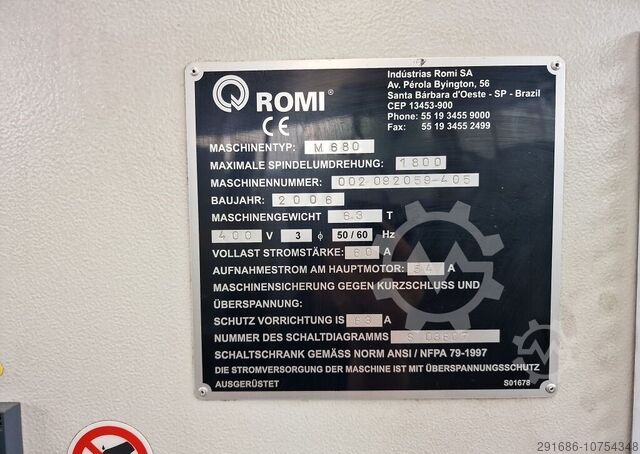 ROMI®
CE
Indústrias Romi SA
Av. Pérola Byington, 56
Santa Bárbara d'Oeste - SP - Brazil
CEP 13453-900
Phone: 55 19 3455 9000
Fax: 55 19 3455 2499
MASCHINENTYP: M 680
MAXIMALE SPINDELUMDREHUNG: 1800
MASCHINENNUMMER: 002-092059-405
BAUJAHR: 2006
MASCHINENGEWICHT 6.3 T
400 V 3 ϕ 50/60 Hz
VOLLAST STROMSTÄRKE: 60 A
AUFNAHMESTROM AM HAUPTMOTOR: 54 A
MASCHINENSICHERUNG GEGEN KURZSCHLUSS UND
ÜBERSPANNUNG:
SCHUTZ VORRICHTUNG IS 63 A
NUMMER DES SCHALTDIAGRAMMS
SCHALTSCHRANK GEMÄSS NORM ANSI / NFPA 79-1997
DIE STROMVERSORGUNG DER MASCHINE IST MIT ÜBERSPANNUNGSSCHUTZ
AUSGERÜSTET
S01678
291686-10754348